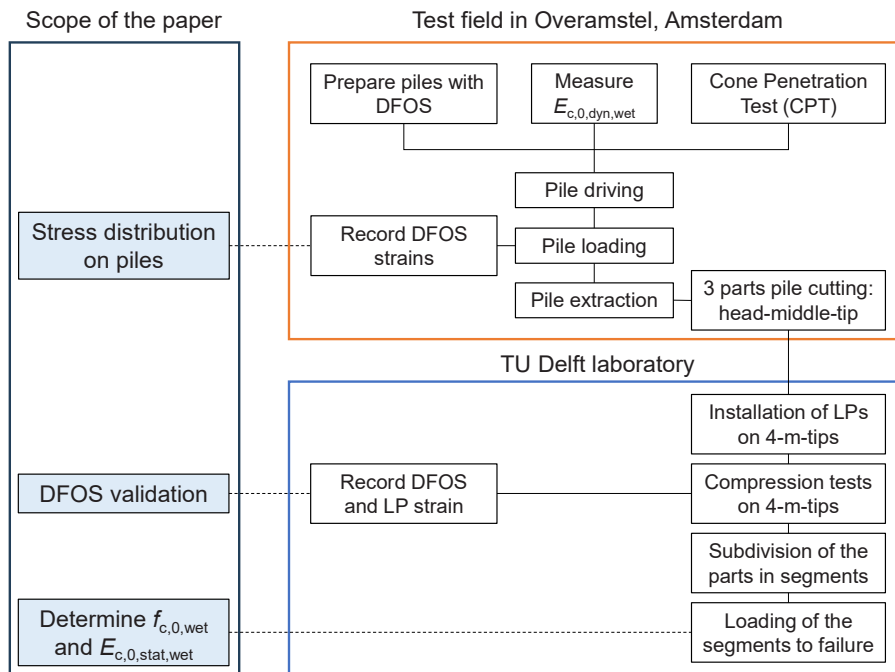 Scope of the paper
Test field in Overamstel, Amsterdam
Prepare piles with
DFOS
Measure
E_c,0,dyn,wet
Cone Penetration
Test (CPT)
Pile driving
Stress distribution
on piles
Record DFOS
strains
Pile loading
Pile extraction
3 parts pile cutting:
head-middle-tip
TU Delft laboratory
Installation of LPs
on 4-m-tips
DFOS validation
Record DFOS
and LP strain
Compression tests
on 4-m-tips
Subdivision of the
parts in segments
Determine f_c,0,wet
and E_c,0,stat,wet
Loading of the
segments to failure